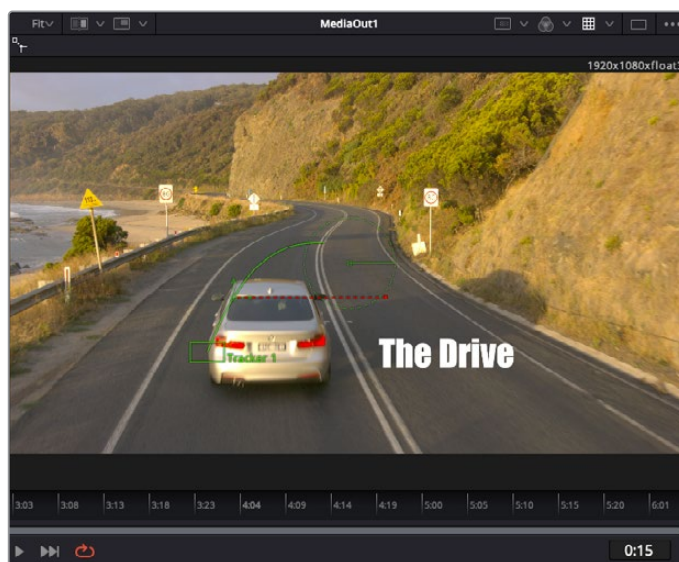 Fit
MediaOut1
1920x1080xfloat3
60
The Drive
Tracker 1
3:03 3:08 3:13 3:18 3:23 4:04 4:09 4:14 4:19 5:00 5:05 5:10 5:15 5:20 6:01
0:15